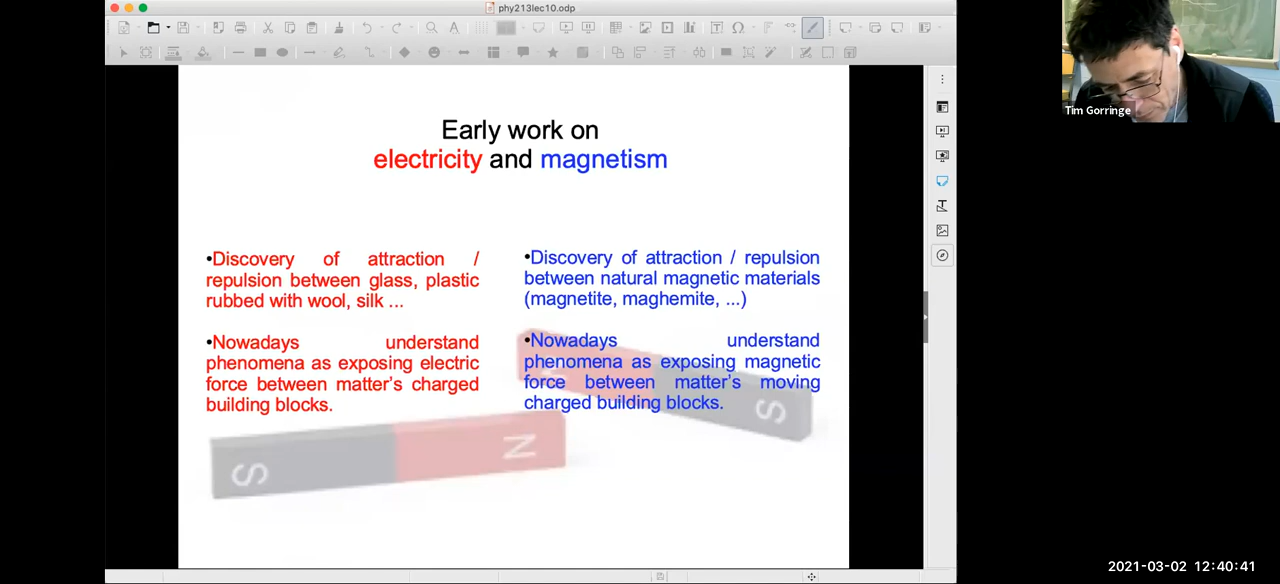 phy213lec10.odp
Tim Gorringe
Early work on
electricity and magnetism
•Discovery of attraction /
repulsion between glass, plastic
rubbed with wool, silk ...
•Nowadays understand
phenomena as exposing electric
force between matter's charged
building blocks.
•Discovery of attraction / repulsion
between natural magnetic materials
(magnetite, maghemite, ...)
•Nowadays understand
phenomena as exposing magnetic
force between matter's moving
charged building blocks.
S
N
S
2021-03-02 12:40:41